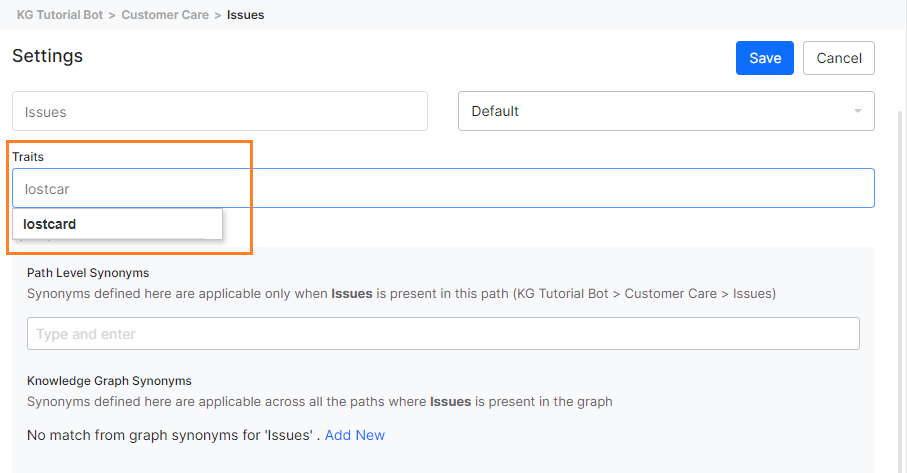 KG Tutorial Bot > Customer Care > Issues
Settings
Save
Cancel
Issues
Default
Traits
lostcar
lostcard
Path Level Synonyms
Synonyms defined here are applicable only when Issues is present in this path (KG Tutorial Bot > Customer Care > Issues)
Type and enter
Knowledge Graph Synonyms
Synonyms defined here are applicable across all the paths where Issues is present in the graph
No match from graph synonyms for 'Issues' . Add New